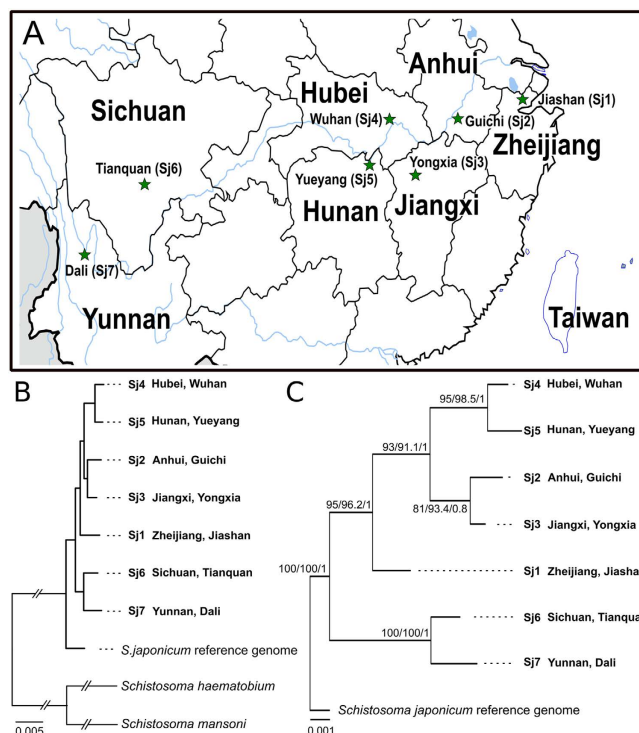 A
Anhui
Hubei
Jiashan (Sj1)
Sichuan
Wuhan (Sj4)
Guichi (Sj2)
Zheijiang
Tianquan (Sj6)
Yueyang (Sj5)
Yongxia (Sj3)
Hunan
Jiangxi
Dali (Sj7)
Yunnan
Taiwan
B
Sj4 Hubei, Wuhan
Sj5 Hunan, Yueyang
Sj2 Anhui, Guichi
Sj3 Jiangxi, Yongxia
Sj1 Zheijiang, Jiashan
Sj6 Sichuan, Tianquan
Sj7 Yunnan, Dali
S.japonicum reference genome
Schistosoma haematobium
Schistosoma mansoni
0.005
C
Sj4 Hubei, Wuhan
95/98.5/1
Sj5 Hunan, Yueyang
93/91.1/1
Sj2 Anhui, Guichi
81/93.4/0.8
Sj3 Jiangxi, Yongxia
95/96.2/1
Sj1 Zheijiang, Jiasha
100/100/1
Sj6 Sichuan, Tianqua
100/100/1
Sj7 Yunnan, Dali
Schistosoma japonicum reference genome
0.001